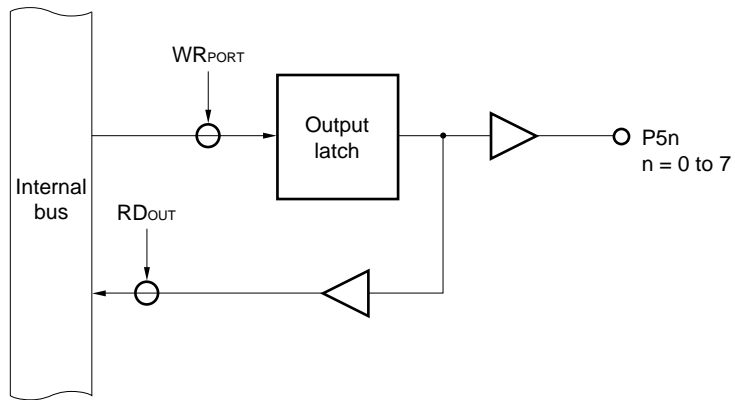 WRPORT
Output
latch
P5n
n = 0 to 7
Internal
bus
RDOUT